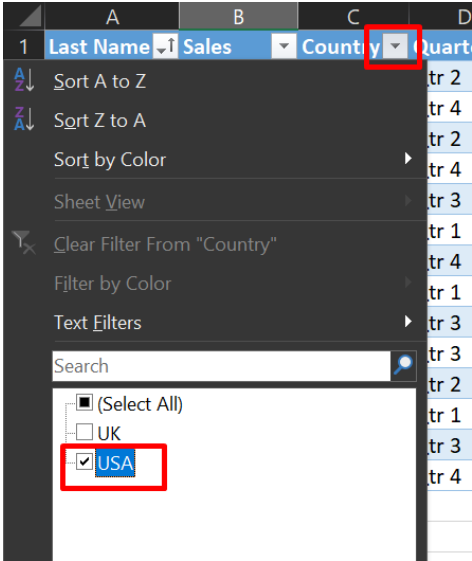 A B C D
1 Last Name Sales Country Quart
Sort A to Z
Sort Z to A
Sort by Color
Sheet View
Clear Filter From "Country"
Filter by Color
Text Filters
Search
(Select All)
UK
USA
tr 2
tr 4
tr 2
tr 4
tr 3
tr 1
tr 4
tr 1
tr 3
tr 3
tr 2
tr 1
tr 3
tr 4